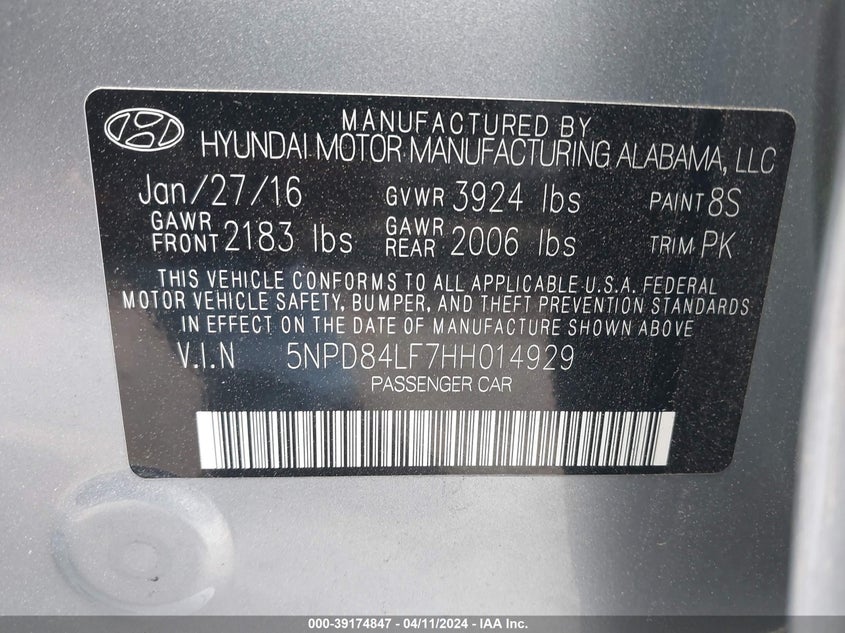 MANUFACTURED BY
HYUNDAI MOTOR MANUFACTURING ALABAMA, LLC
Jan/27/16 GVWR 3924 lbs PAINT 8S
GAWR FRONT 2183 lbs GAWR REAR 2006 lbs TRIM PK
THIS VEHICLE CONFORMS TO ALL APPLICABLE U.S.A. FEDERAL
MOTOR VEHICLE SAFETY, BUMPER, AND THEFT PREVENTION STANDARDS
IN EFFECT ON THE DATE OF MANUFACTURE SHOWN ABOVE
V.I.N 5NPD84LF7HH014929
PASSENGER CAR
000-39174847 - 04/11/2024 - IAA Inc.